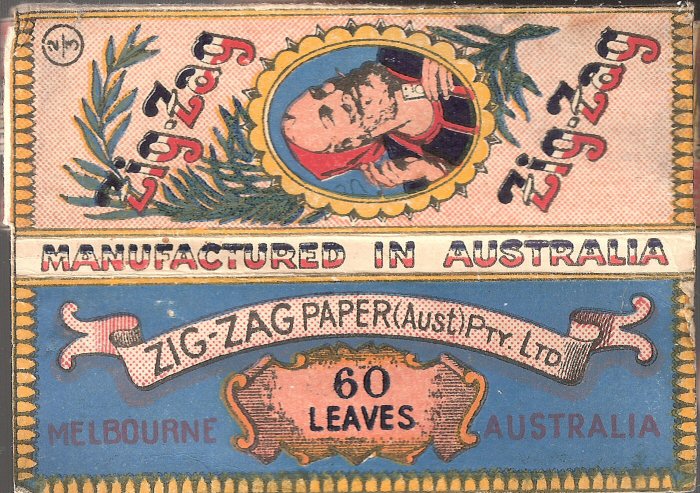 2/3
Zig-Zag
Zig-Zag
MANUFACTURED IN AUSTRALIA
ZIG-ZAG PAPER (Aust) PTY. LTD
60
LEAVES
MELBOURNE
AUSTRALIA